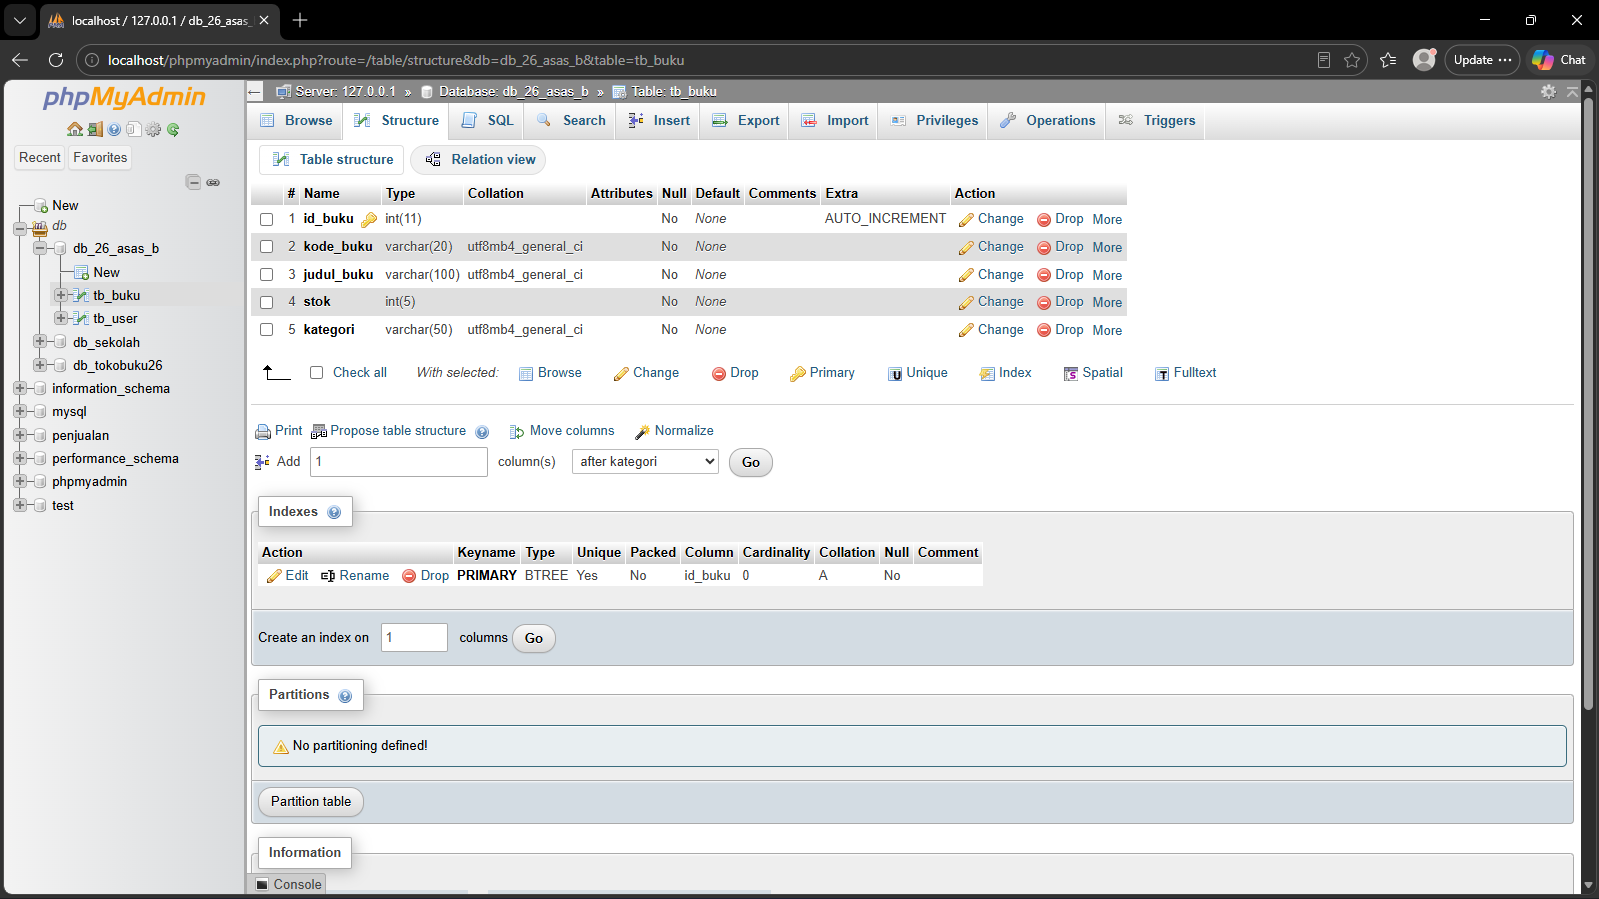 localhost / 127.0.0.1 / db_26_asas_
localhost/phpmyadmin/index.php?route=/table/structure&db=db_26_asas_b&table=tb_buku
Update
Chat
phpMyAdmin
Recent
Favorites
New
db
db_26_asas_b
New
tb_buku
tb_user
db_sekolah
db_tokobuku26
information_schema
mysql
penjualan
performance_schema
phpmyadmin
test
Server: 127.0.0.1 » Database: db_26_asas_b » Table: tb_buku
Browse Structure SQL Search Insert Export Import Privileges Operations Triggers
Table structure Relation view
# Name Type Collation Attributes Null Default Comments Extra Action
1 id_buku int(11) No None AUTO_INCREMENT Change Drop More
2 kode_buku varchar(20) utf8mb4_general_ci No None Change Drop More
3 judul_buku varchar(100) utf8mb4_general_ci No None Change Drop More
4 stok int(5) No None Change Drop More
5 kategori varchar(50) utf8mb4_general_ci No None Change Drop More
Check all With selected: Browse Change Drop Primary Unique Index Spatial Fulltext
Print Propose table structure Move columns Normalize
Add 1 column(s) after kategori Go
Indexes
Action Keyname Type Unique Packed Column Cardinality Collation Null Comment
Edit Rename Drop PRIMARY BTREE Yes No id_buku 0 A No
Create an index on 1 columns Go
Partitions
No partitioning defined!
Partition table
Information
Console